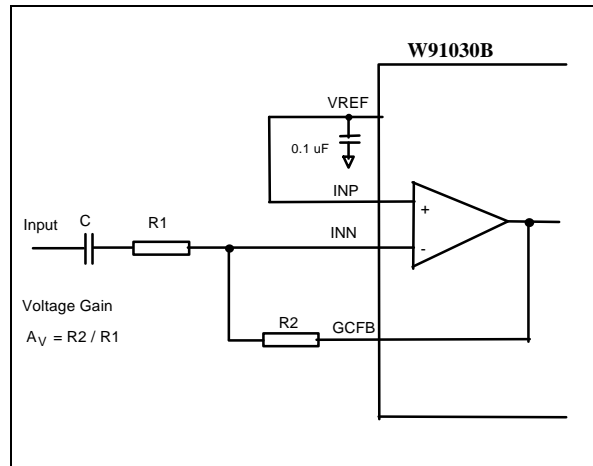 W91030B
VREF
0.1 uF
INP
+
Input
C
R1
INN
-
Voltage Gain
R2
GCFB
AV = R2 / R1